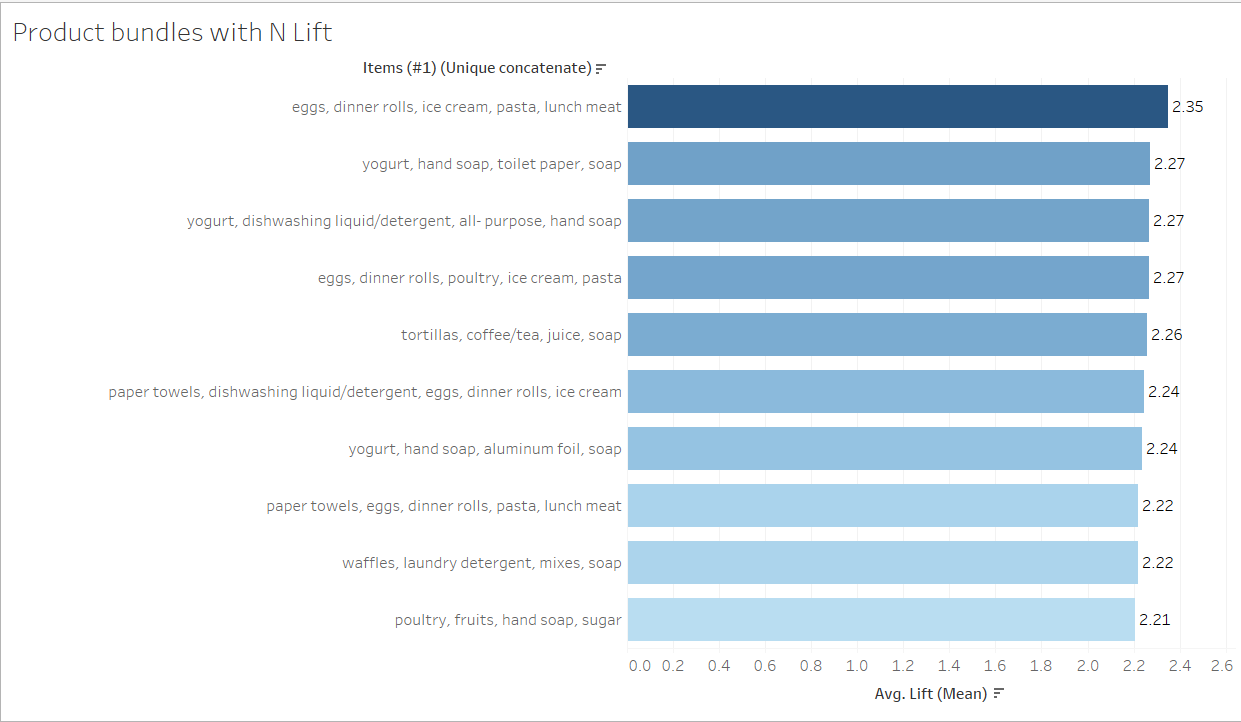 Product bundles with N Lift
Items (#1) (Unique concatenate)
eggs, dinner rolls, ice cream, pasta, lunch meat 2.35
yogurt, hand soap, toilet paper, soap 2.27
yogurt, dishwashing liquid/detergent, all- purpose, hand soap 2.27
eggs, dinner rolls, poultry, ice cream, pasta 2.27
tortillas, coffee/tea, juice, soap 2.26
paper towels, dishwashing liquid/detergent, eggs, dinner rolls, ice cream 2.24
yogurt, hand soap, aluminum foil, soap 2.24
paper towels, eggs, dinner rolls, pasta, lunch meat 2.22
waffles, laundry detergent, mixes, soap 2.22
poultry, fruits, hand soap, sugar 2.21
0.0 0.2 0.4 0.6 0.8 1.0 1.2 1.4 1.6 1.8 2.0 2.2 2.4 2.6
Avg. Lift (Mean)